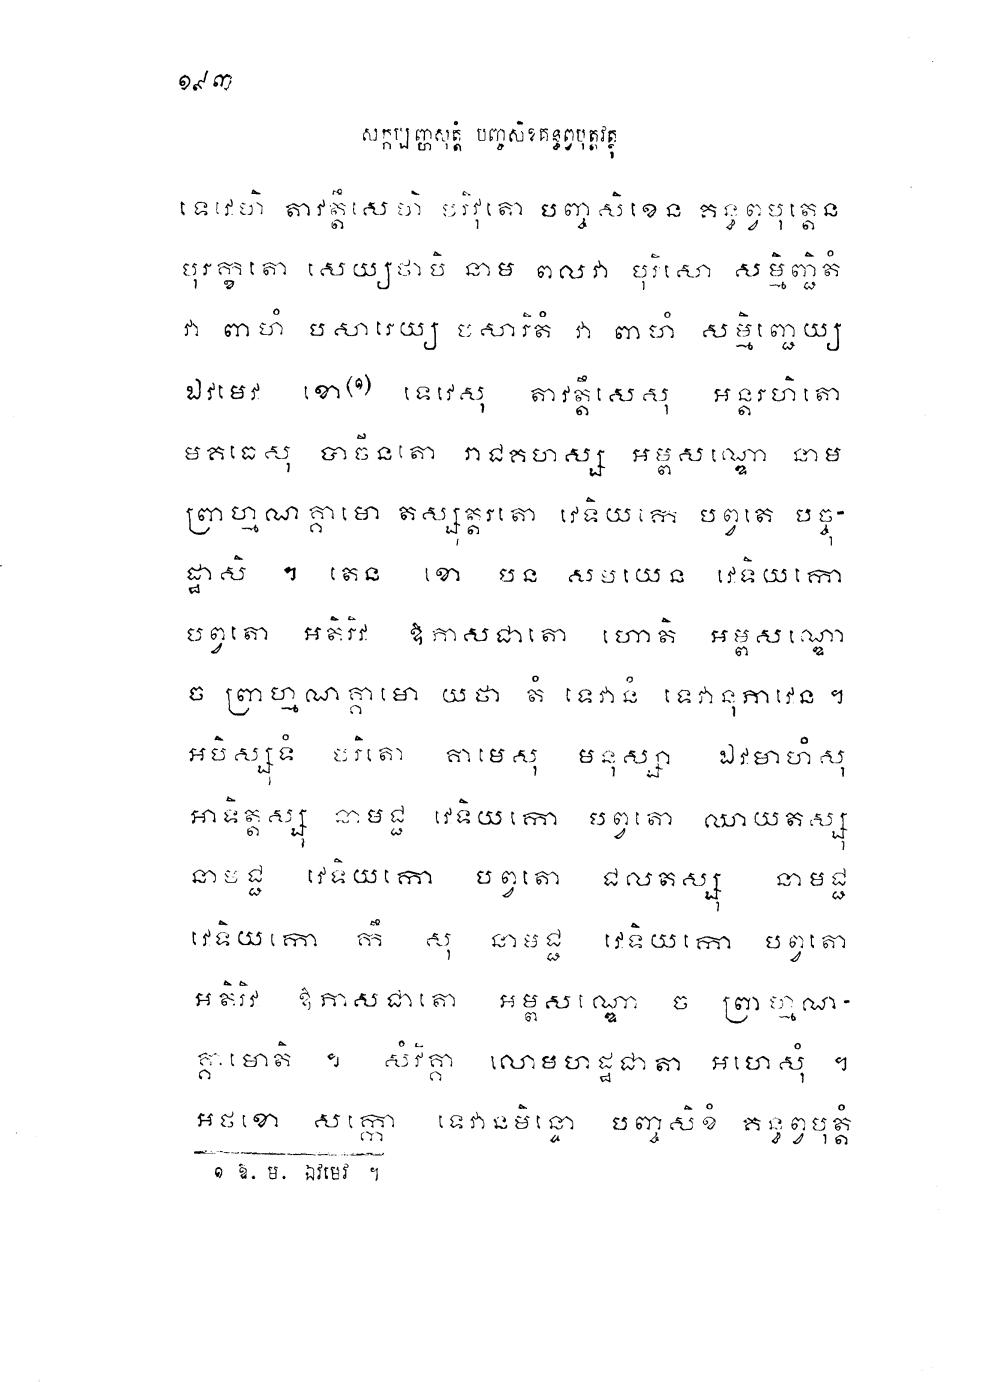 ១៩៣
សក្កប្បញ្ហាសុត្តំ បញ្ចសិខគន្ធព្វបុត្តវត្ថុ
ទេវេហិ តាវត្តឹសេហិ បរិវុតោ បញ្ចសិខេន គន្ធព្វបុត្តេន
បុរក្ខតោ សេយ្យថាបិ នាម ពលវា បុរិសោ សម្មិញ្ជិតំ
វា ពាហំ បសារេយ្យ បសារិតំ វា ពាហំ សម្មិញ្ជេយ្យ
ឯវមេវ ខោ(១) ទេវេសុ តាវត្តឹសេសុ អន្តរហិតោ
មគធេសុ បាចីនតោ រាជគហស្ស អម្ពសណ្ឌោ នាម
ព្រាហ្មណគ្គាមោ តស្សុត្តរតោ វេទិយកេ បព្វតេ បច្ចុ-
ដ្ឋាសិ ។ តេន ខោ បន សមយេន វេទិយកោ
បព្វតោ អតិរិវ ឱភាសជាតោ ហោតិ អម្ពសណ្ឌោ
ច ព្រាហ្មណគ្គាមោ យថា តំ ទេវានំ ទេវានុភាវេន ។
អបិស្សុទំ បរិតោ គាមេសុ មនុស្សា ឯវមាហំសុ
អាទិត្តស្សុ នាមជ្ជ វេទិយកោ បព្វតោ ឈាយតស្សុ
នាមជ្ជ វេទិយកោ បព្វតោ ជលតស្សុ នាមជ្ជ
វេទិយកោ កឹ សុ នាមជ្ជ វេទិយកោ បព្វតោ
អតិរិវ ឱភាសជាតោ អម្ពសណ្ឌោ ច ព្រាហ្មណ-
គ្គាមោតិ ។ សំវិគ្គា លោមហដ្ឋជាតា អហេសុំ ។
អថខោ សក្កោ ទេវានមិន្ទោ បញ្ចសិខំ គន្ធព្វបុត្តំ
១ ឱ. ម. ឯវមេវ ។